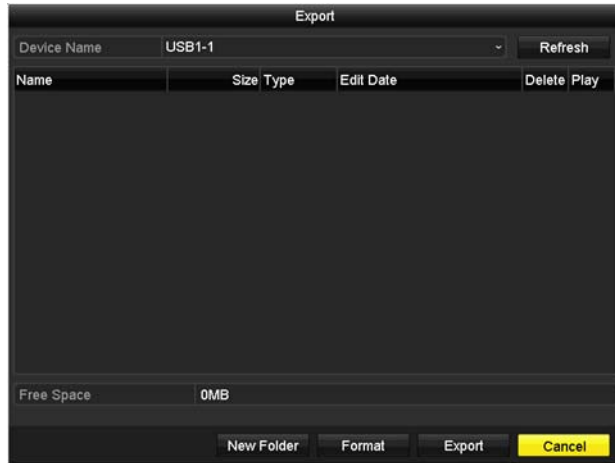 Export
Device Name USB1-1 Refresh
Name Size Type Edit Date Delete Play
Free Space 0MB
New Folder Format Export Cancel